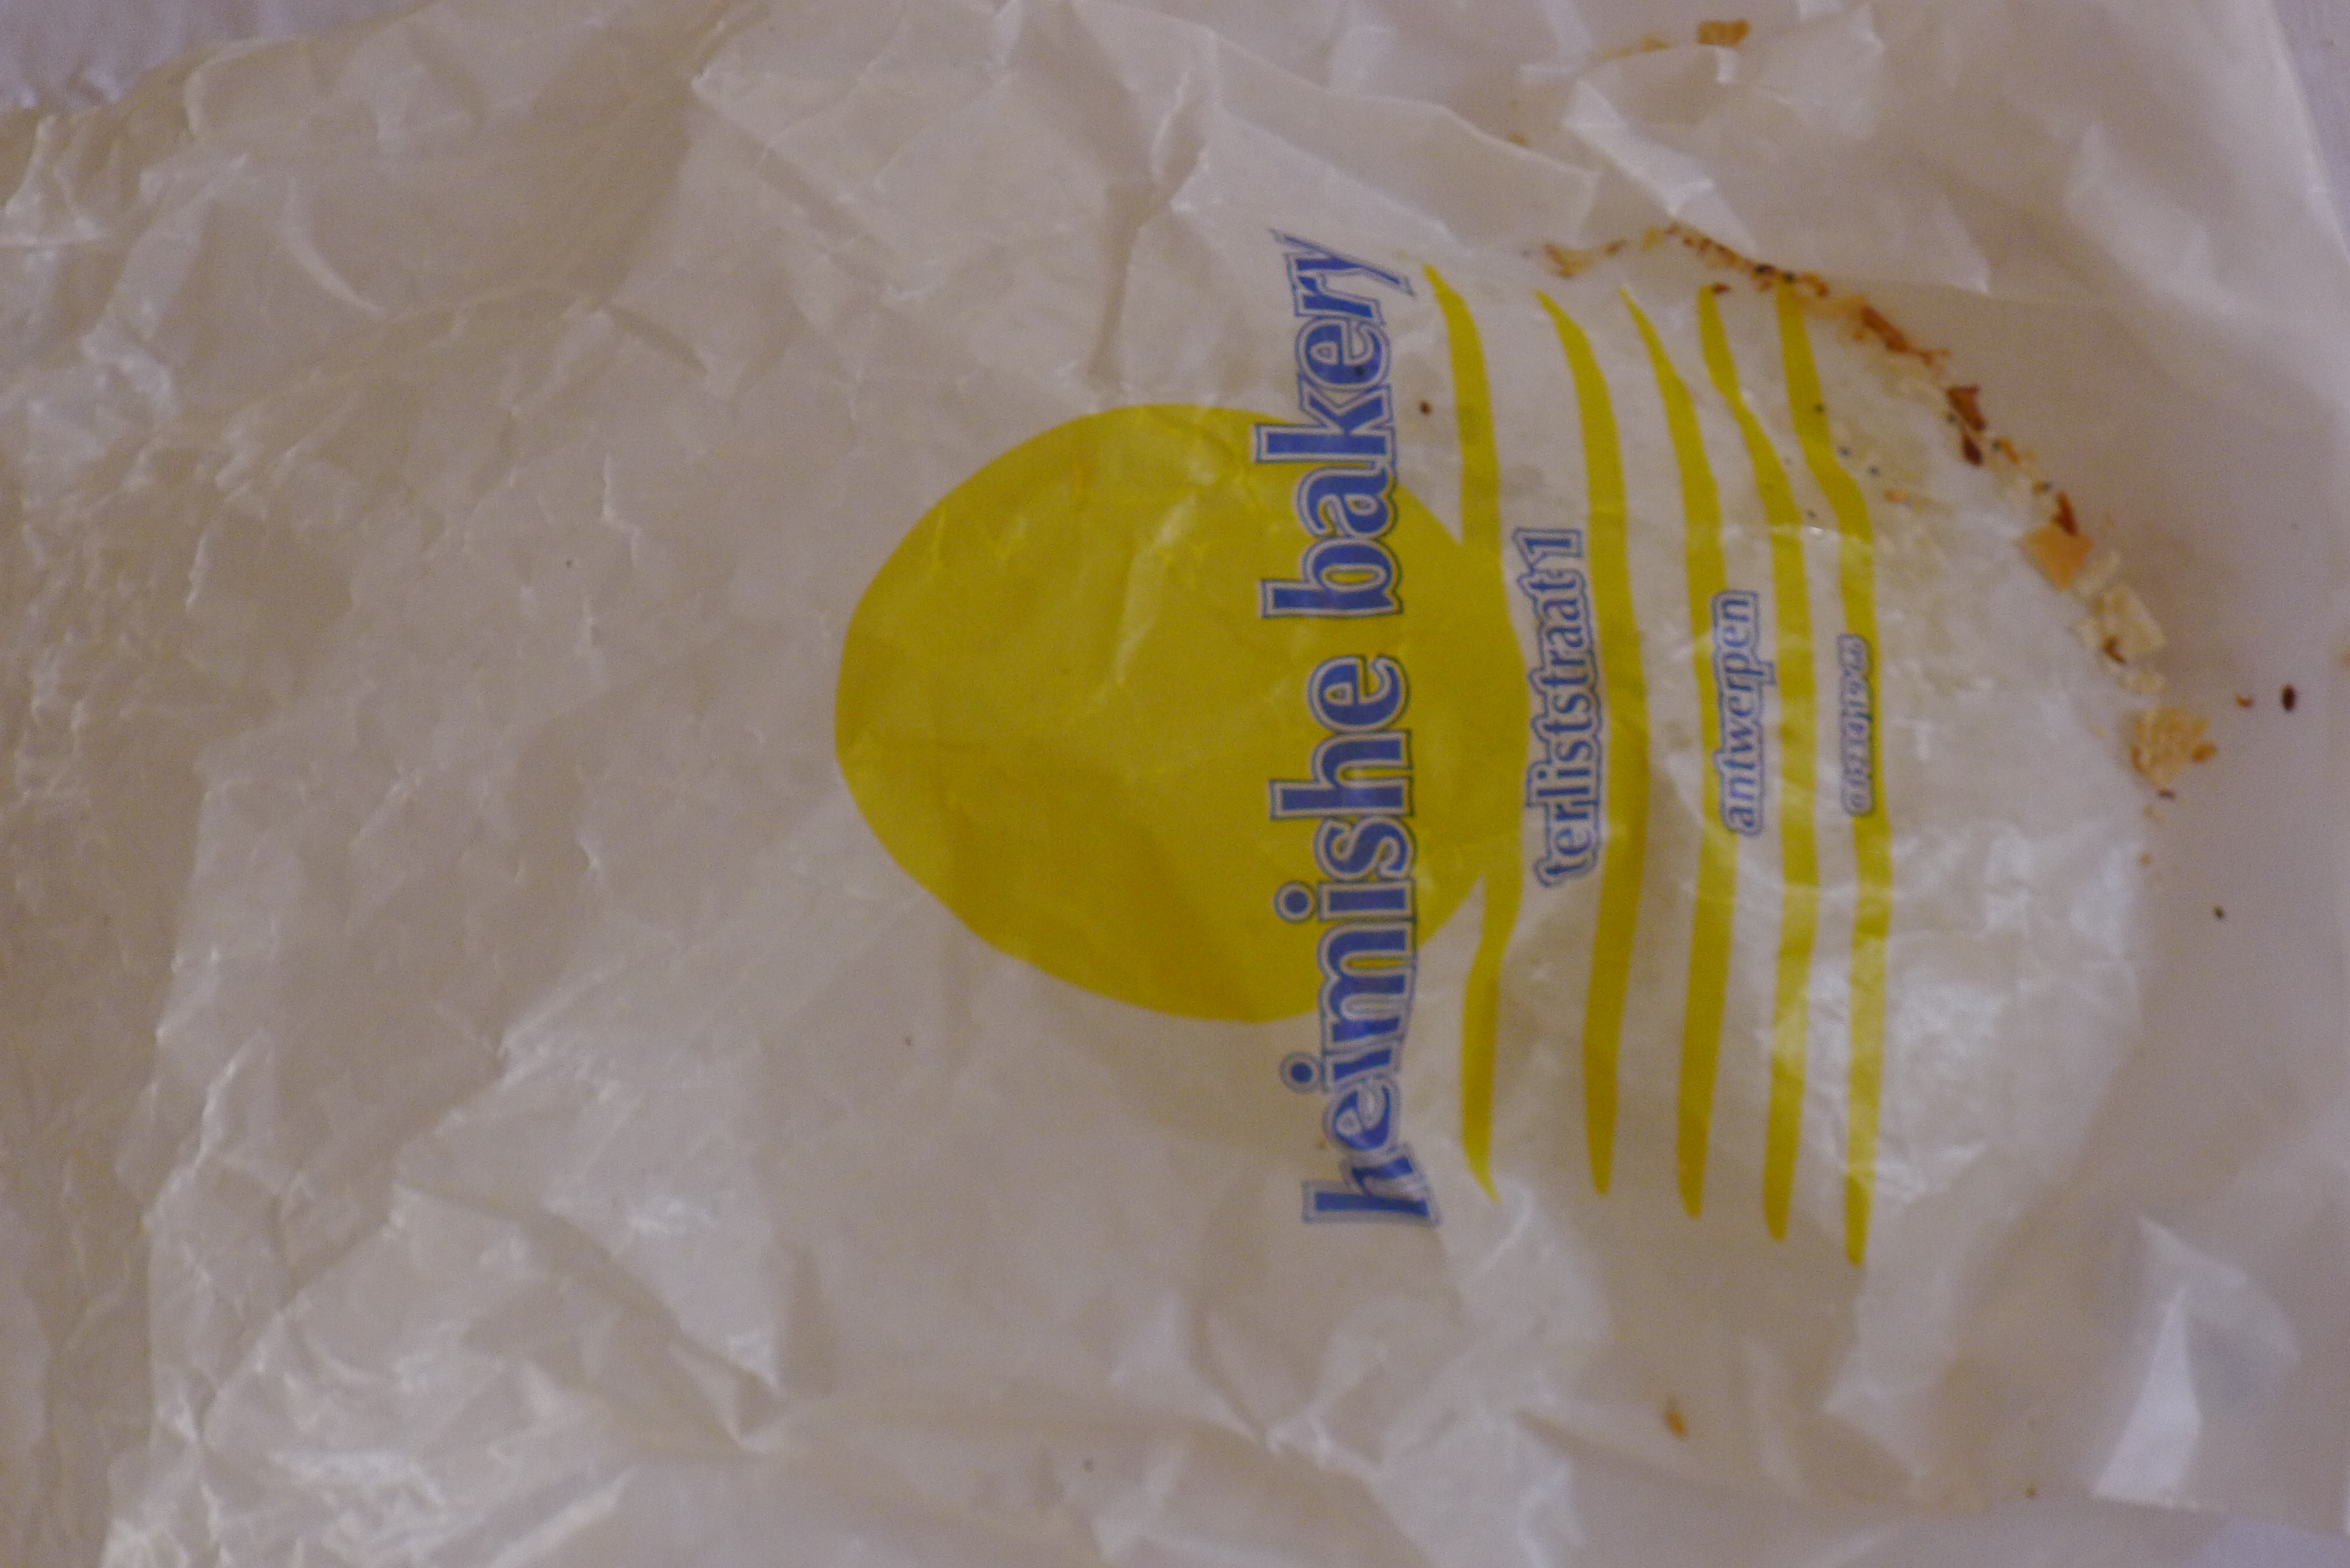 heimishe bakery
terliststraat 1
antwerpen